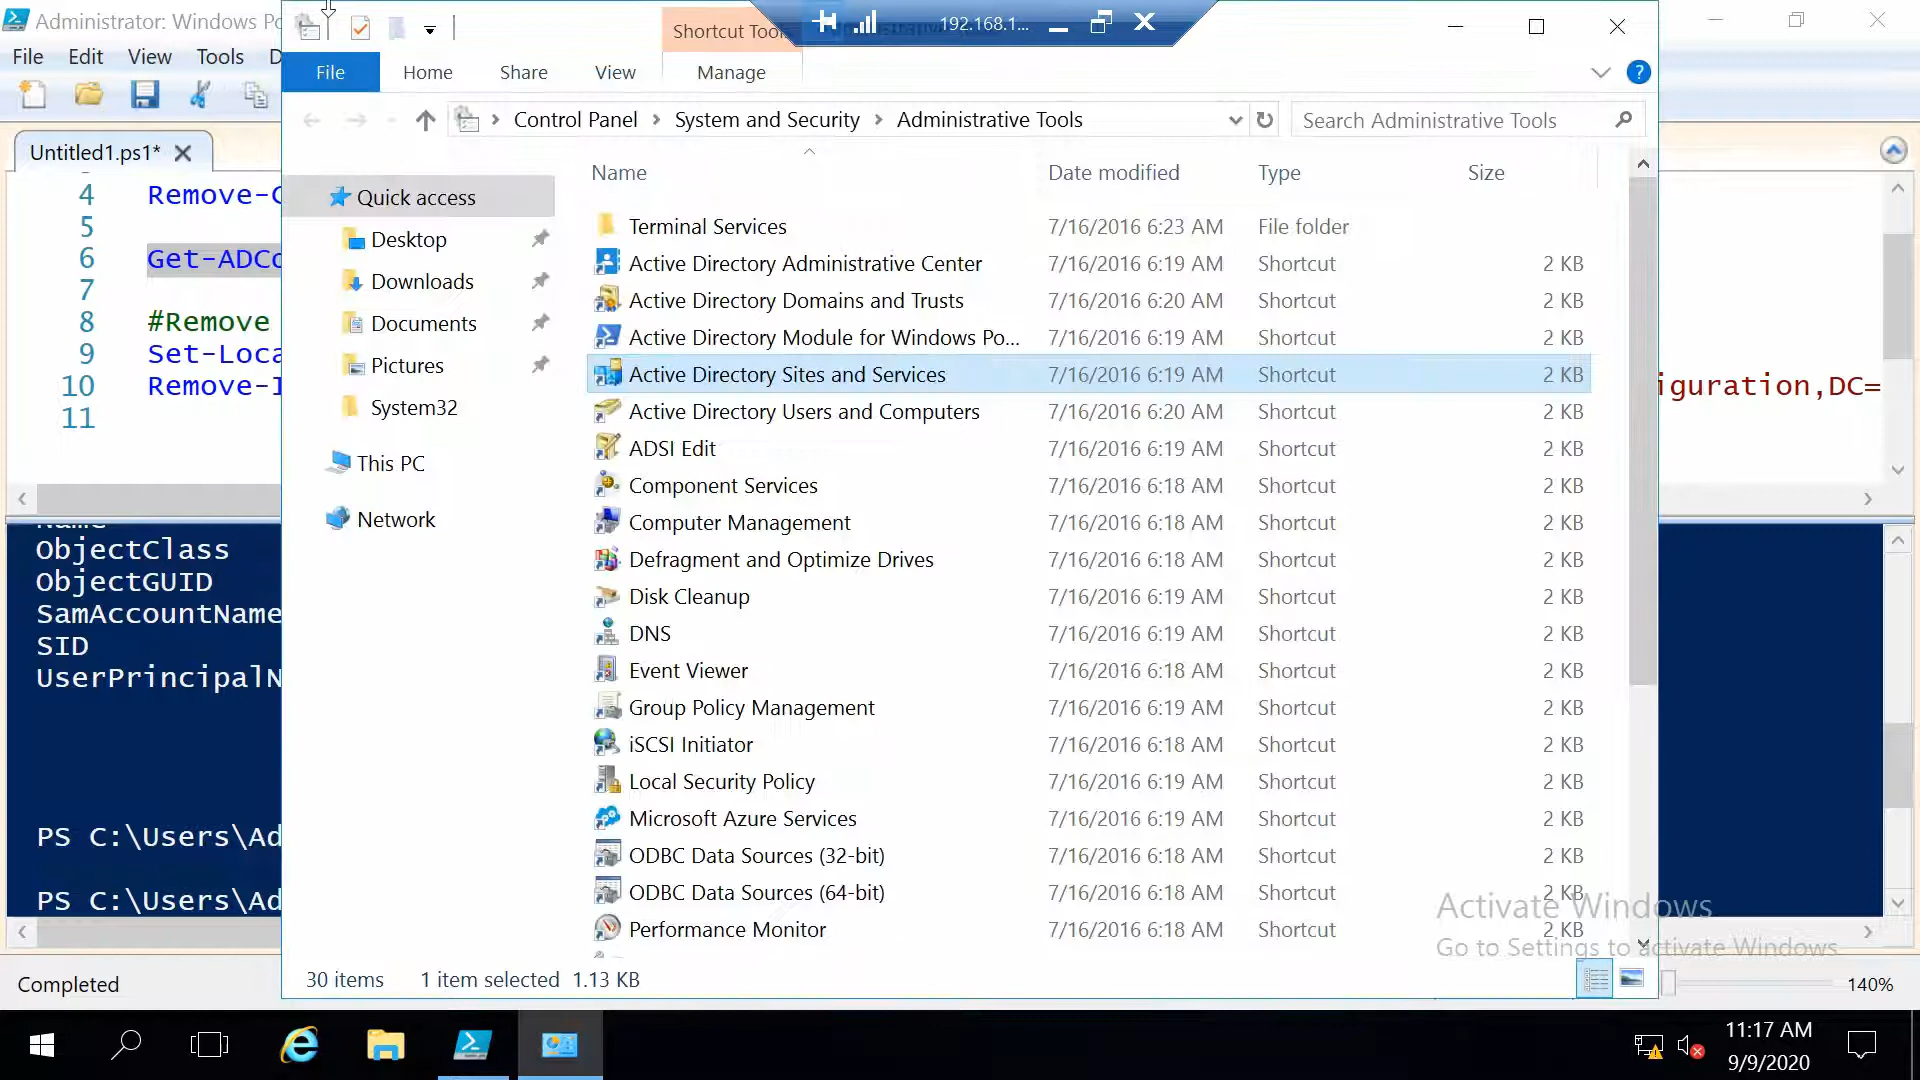 Administrator: Windows Po
File Edit View Tools D
Untitled1.ps1*
4 Remove-C
5
6 Get-ADCo
7
8 #Remove
9 Set-Loca
10 Remove-I
11
iguration,DC=
ObjectClass
ObjectGUID
SamAccountName
SID
UserPrincipalN
PS C:\Users\Ad
PS C:\Users\Ad
Completed
140%
Shortcut Tools
192.168.1...
File Home Share View Manage
Control Panel > System and Security > Administrative Tools
Search Administrative Tools
Quick access
Desktop
Downloads
Documents
Pictures
System32
This PC
Network
Name Date modified Type Size
Terminal Services 7/16/2016 6:23 AM File folder
Active Directory Administrative Center 7/16/2016 6:19 AM Shortcut 2 KB
Active Directory Domains and Trusts 7/16/2016 6:20 AM Shortcut 2 KB
Active Directory Module for Windows Po... 7/16/2016 6:19 AM Shortcut 2 KB
Active Directory Sites and Services 7/16/2016 6:19 AM Shortcut 2 KB
Active Directory Users and Computers 7/16/2016 6:20 AM Shortcut 2 KB
ADSI Edit 7/16/2016 6:19 AM Shortcut 2 KB
Component Services 7/16/2016 6:18 AM Shortcut 2 KB
Computer Management 7/16/2016 6:18 AM Shortcut 2 KB
Defragment and Optimize Drives 7/16/2016 6:18 AM Shortcut 2 KB
Disk Cleanup 7/16/2016 6:19 AM Shortcut 2 KB
DNS 7/16/2016 6:19 AM Shortcut 2 KB
Event Viewer 7/16/2016 6:18 AM Shortcut 2 KB
Group Policy Management 7/16/2016 6:19 AM Shortcut 2 KB
iSCSI Initiator 7/16/2016 6:18 AM Shortcut 2 KB
Local Security Policy 7/16/2016 6:19 AM Shortcut 2 KB
Microsoft Azure Services 7/16/2016 6:19 AM Shortcut 2 KB
ODBC Data Sources (32-bit) 7/16/2016 6:18 AM Shortcut 2 KB
ODBC Data Sources (64-bit) 7/16/2016 6:18 AM Shortcut 2 KB
Performance Monitor 7/16/2016 6:18 AM Shortcut 2 KB
30 items 1 item selected 1.13 KB
Activate Windows
Go to Settings to activate Windows.
11:17 AM
9/9/2020